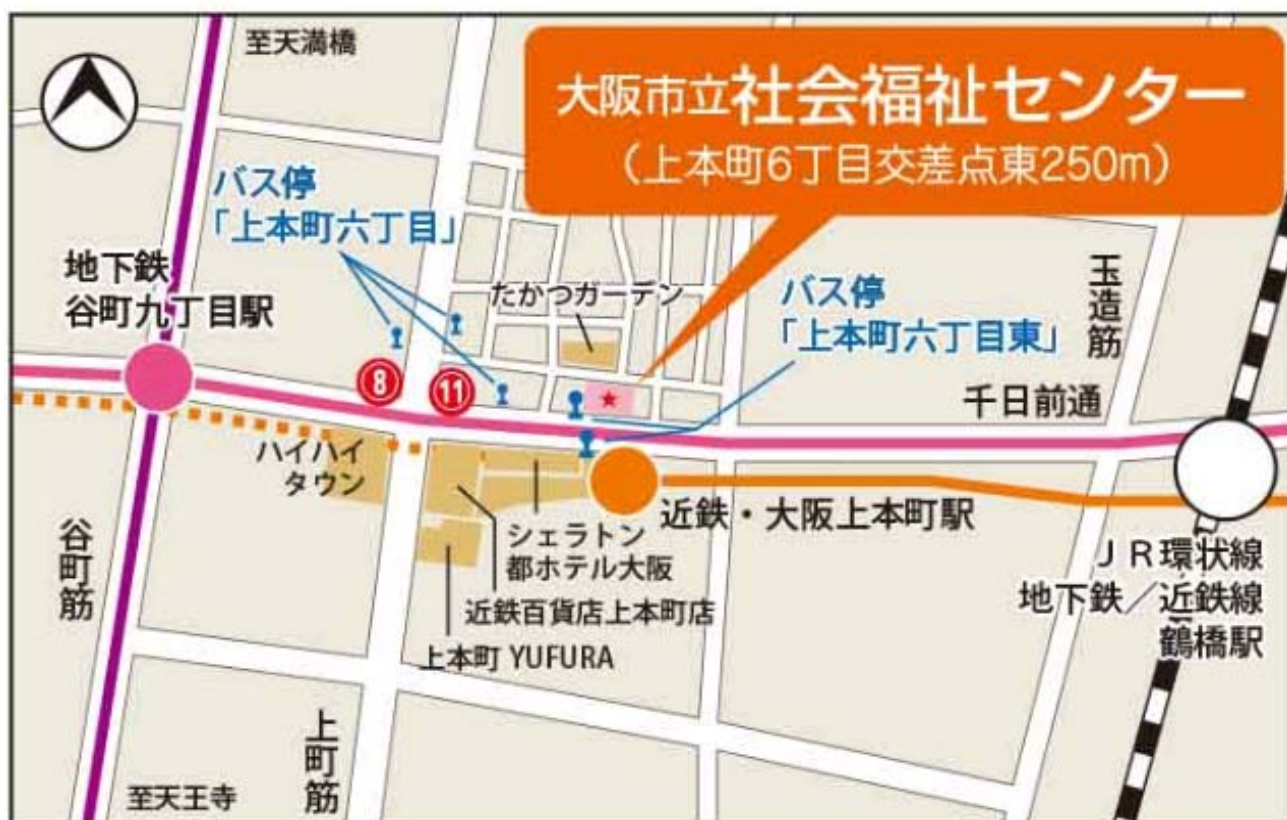 至天満橋
大阪市立社会福祉センター
（上本町6丁目交差点東250m）
バス停
「上本町六丁目」
地下鉄
谷町九丁目駅
たかつガーデン
バス停
「上本町六丁目東」
玉造筋
8
11
千日前通
ハイハイ
タウン
近鉄・大阪上本町駅
シェラトン
都ホテル大阪
近鉄百貨店上本町店
上本町 YUFURA
ＪＲ環状線
地下鉄／近鉄線
鶴橋駅
谷町筋
上町筋
至天王寺